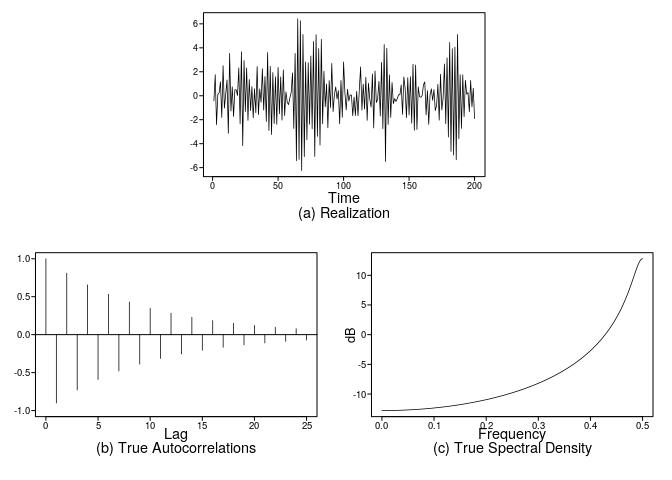 6
4
2
0
-2
-4
-6
0 50 100 150 200
Time
(a) Realization
1.0
0.5
0.0
-0.5
-1.0
0 5 10 15 20 25
Lag
(b) True Autocorrelations
dB
10
5
0
-5
-10
0.0 0.1 0.2 0.3 0.4 0.5
Frequency
(c) True Spectral Density